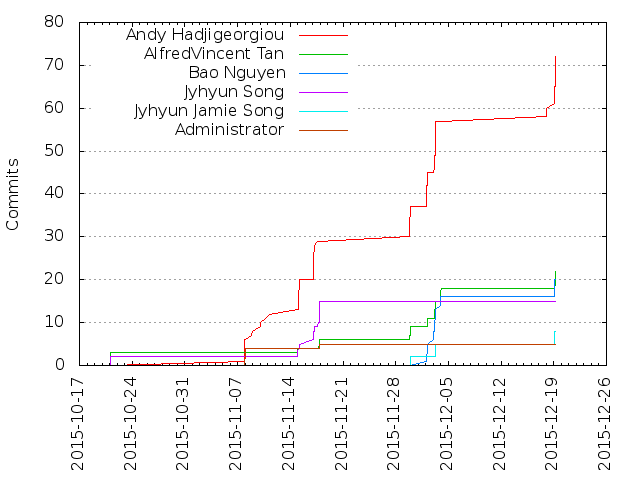 80
70
60
50
40
30
20
10
0
Commits
Andy Hadjigeorgiou
AlfredVincent Tan
Bao Nguyen
Jyhyun Song
Jyhyun Jamie Song
Administrator
2015-10-17
2015-10-24
2015-10-31
2015-11-07
2015-11-14
2015-11-21
2015-11-28
2015-12-05
2015-12-12
2015-12-19
2015-12-26